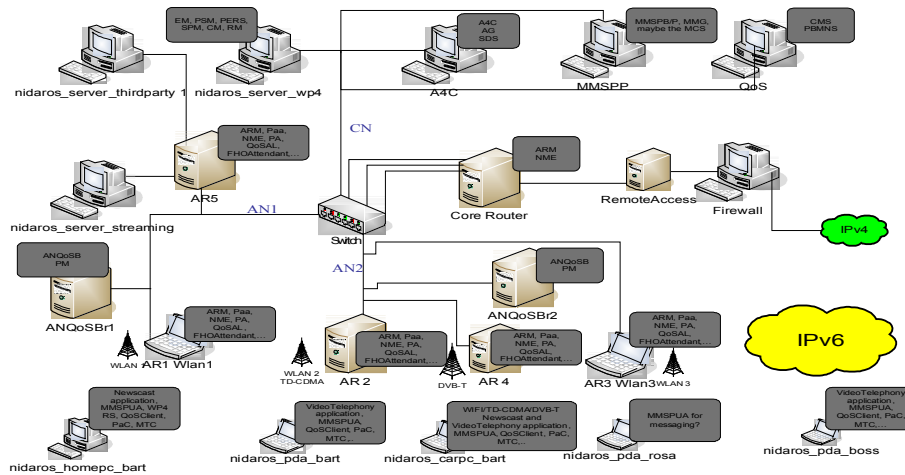 EM, PSM, PERS,
SPM, CM, RM
nidaros_server_thirdparty 1
nidaros_server_wp4
A4C
AG
SDS
A4C
MMSPB/P, MMG,
maybe the MCS
MMSPP
CMS
PBMNS
QoS
CN
ARM, Paa,
NME, PA,
QoSAL,
FHOAttendant,...
AR5
nidaros_server_streaming
AN1
Switch
ARM
NME
Core Router
RemoteAccess
Firewall
IPv4
ANQoSB
PM
ANQoSBr1
AN2
ANQoSB
PM
ANQoSBr2
ARM, Paa,
NME, PA,
QoSAL,
FHOAttendant,...
WLAN
AR1 Wlan1
WLAN 2
TD-CDMA
ARM, Paa,
NME, PA,
QoSAL,
FHOAttendant,...
AR 2
DVB-T
ARM, Paa,
NME, PA,
QoSAL,
FHOAttendant,...
AR 4
ARM, Paa,
NME, PA,
QoSAL,
FHOAttendant,...
AR3 Wlan3
WLAN 3
IPv6
Newscast
application,
MMSPUA, WP4
RS, QoSClient,
PaC, MTC
nidaros_homepc_bart
VideoTelephony
application,
MMSPUA,
QoSClient, PaC,
MTC,..
nidaros_pda_bart
WIFI/TD-CDMA/DVB-T
Newscast and
VideoTelephony application,
MMSPUA, QoSClient, PaC,
MTC,..
nidaros_carpc_bart
MMSPUA for
messaging?
nidaros_pda_rosa
VideoTelephony
application,
MMSPUA,
QoSClient, PaC,
MTC
nidaros_pda_boss